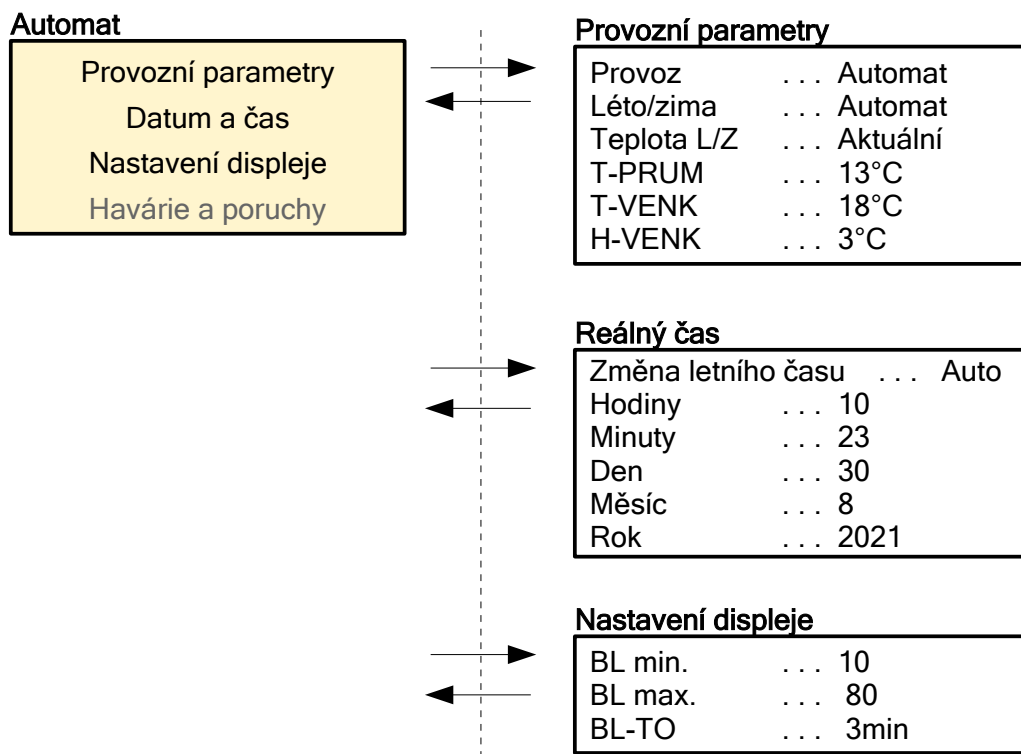 Automat
Provozní parametry
Datum a čas
Nastavení displeje
Havárie a poruchy
Provozní parametry
Provoz . . . Automat
Léto/zima . . . Automat
Teplota L/Z . . . Aktuální
T-PRUM . . . 13°C
T-VENK . . . 18°C
H-VENK . . . 3°C
Reálný čas
Změna letního času . . . Auto
Hodiny . . . 10
Minuty . . . 23
Den . . . 30
Měsíc . . . 8
Rok . . . 2021
Nastavení displeje
BL min. . . . 10
BL max. . . . 80
BL-TO . . . 3min